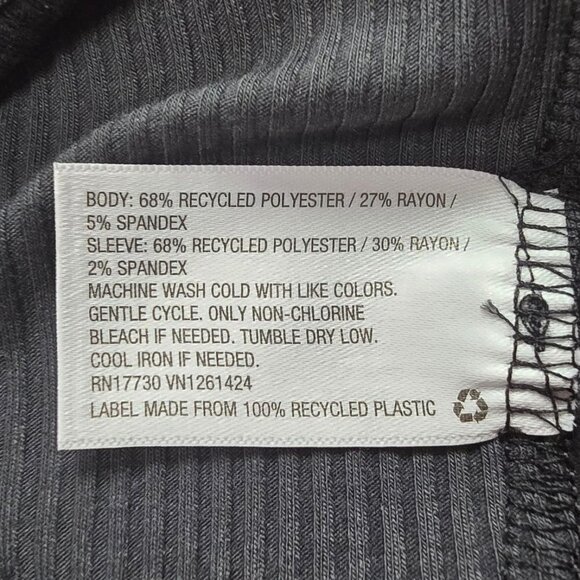 BODY: 68% RECYCLED POLYESTER / 27% RAYON /
5% SPANDEX
SLEEVE: 68% RECYCLED POLYESTER / 30% RAYON /
2% SPANDEX
MACHINE WASH COLD WITH LIKE COLORS.
GENTLE CYCLE. ONLY NON-CHLORINE
BLEACH IF NEEDED. TUMBLE DRY LOW.
COOL IRON IF NEEDED.
RN17730 VN1261424
LABEL MADE FROM 100% RECYCLED PLASTIC